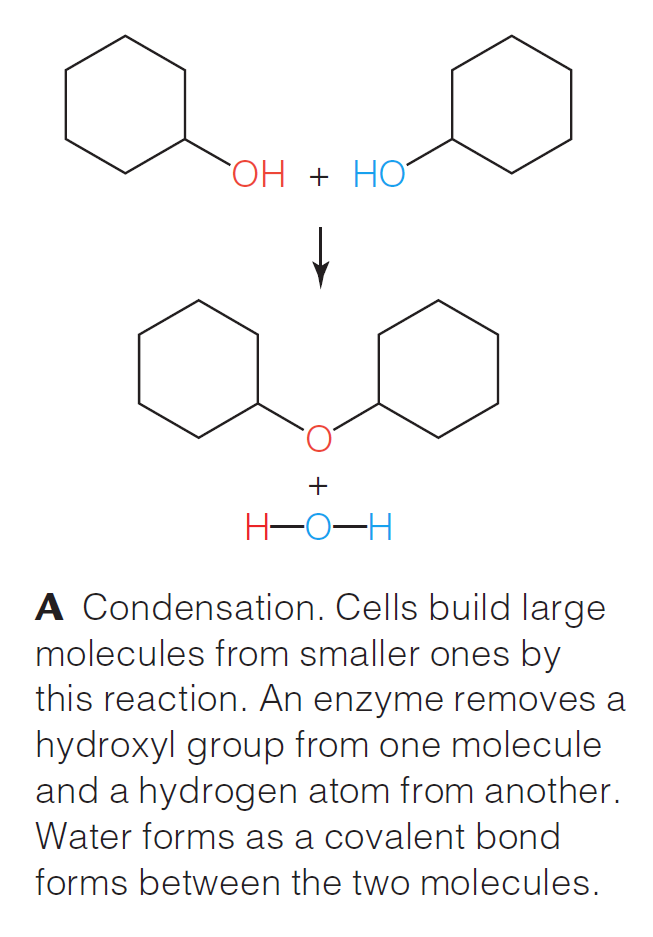 OH + HO
O
+
H—O—H
A Condensation. Cells build large
molecules from smaller ones by
this reaction. An enzyme removes a
hydroxyl group from one molecule
and a hydrogen atom from another.
Water forms as a covalent bond
forms between the two molecules.